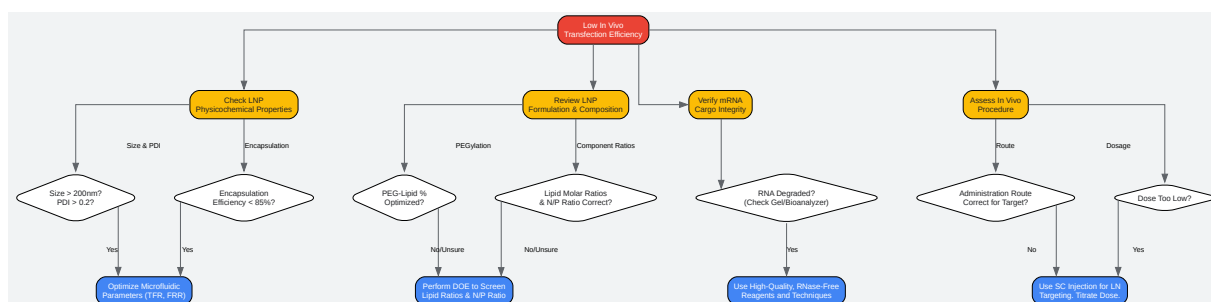 Low In Vivo
Transfection Efficiency
Check LNP
Physicochemical Properties
Review LNP
Formulation & Composition
Verify mRNA
Cargo Integrity
Assess In Vivo
Procedure
Size & PDI
Encapsulation
PEGylation
Component Ratios
Route
Dosage
Size > 200nm?
PDI > 0.2?
Encapsulation
Efficiency < 85%?
PEG-Lipid %
Optimized?
Lipid Molar Ratios
& N/P Ratio Correct?
RNA Degraded?
(Check Gel/Bioanalyzer)
Administration Route
Correct for Target?
Dose Too Low?
Yes
Yes
No/Unsure
No/Unsure
Yes
No
Yes
Optimize Microfluidic
Parameters (TFR, FRR)
Perform DOE to Screen
Lipid Ratios & N/P Ratio
Use High-Quality, RNase-Free
Reagents and Techniques
Use SC Injection for LN
Targeting. Titrate Dose.